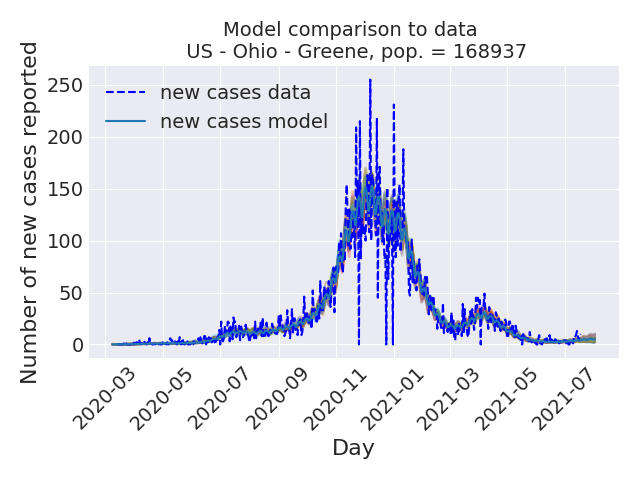 Model comparison to data
US - Ohio - Greene, pop. = 168937
Number of new cases reported
250
200
150
100
50
0
new cases data
new cases model
2020-03
2020-05
2020-07
2020-09
2020-11
2021-01
2021-03
2021-05
2021-07
Day